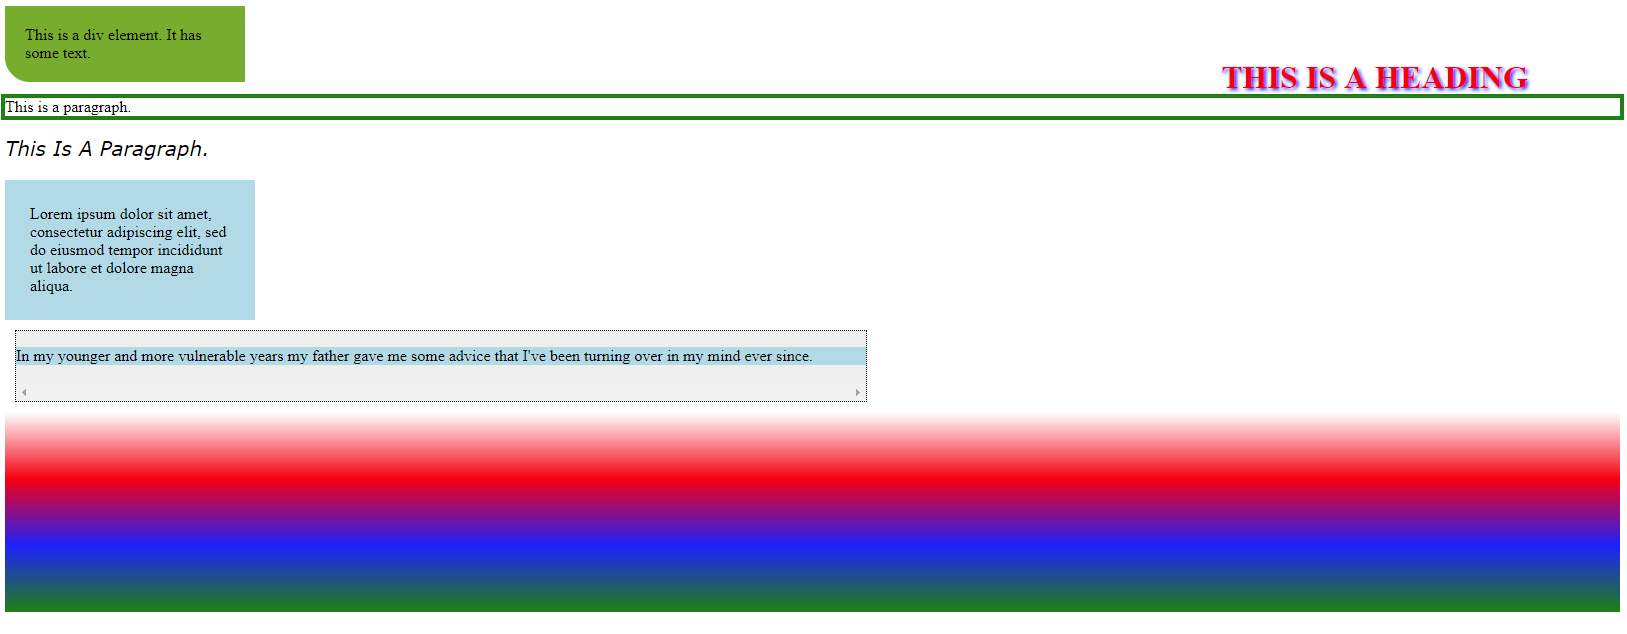 This is a div element. It has
some text.
THIS IS A HEADING
This is a paragraph.
This Is A Paragraph.
Lorem ipsum dolor sit amet,
consectetur adipiscing elit, sed
do eiusmod tempor incididunt
ut labore et dolore magna
aliqua.
In my younger and more vulnerable years my father gave me some advice that I've been turning over in my mind ever since.